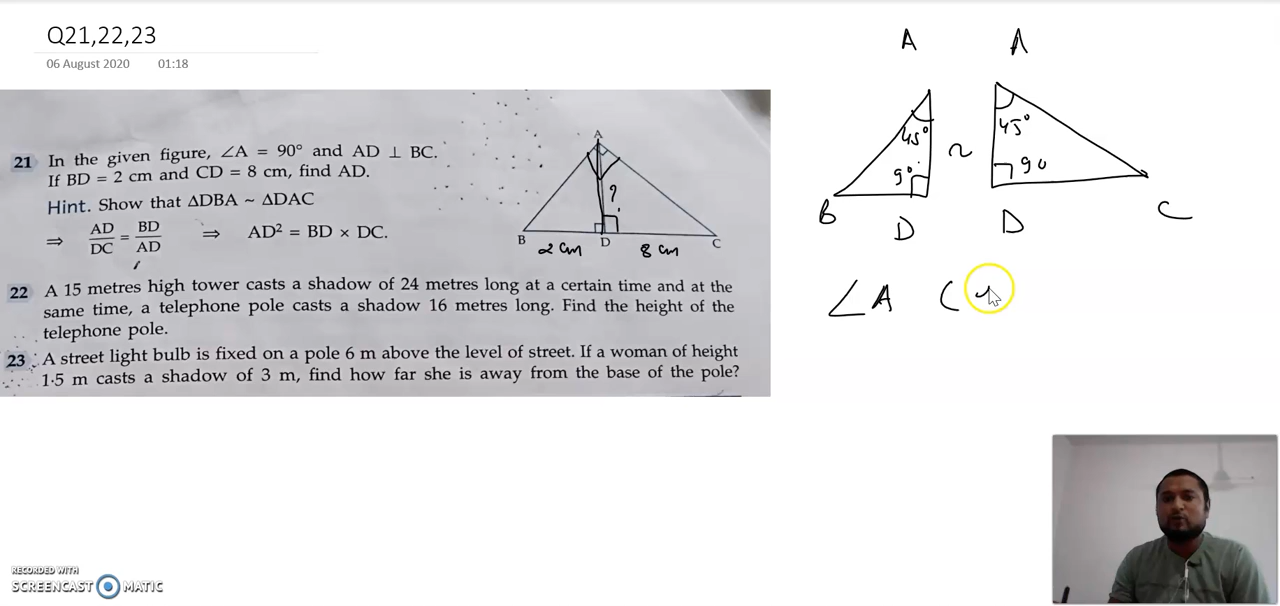 Q21,22,23
06 August 2020 01:18
21 In the given figure, ∠A = 90° and AD ⊥ BC.
If BD = 2 cm and CD = 8 cm, find AD.
Hint. Show that ΔDBA ~ ΔDAC
⇒ AD/DC = BD/AD ⇒ AD² = BD × DC.
A
?
B D C
2 cm 8 cm
22 A 15 metres high tower casts a shadow of 24 metres long at a certain time and at the
same time, a telephone pole casts a shadow 16 metres long. Find the height of the
telephone pole.
23 A street light bulb is fixed on a pole 6 m above the level of street. If a woman of height
1·5 m casts a shadow of 3 m, find how far she is away from the base of the pole?
A A
45° ~ 45°
90 90
B D D C
∠A (
RECORDED WITH
SCREENCAST MATIC